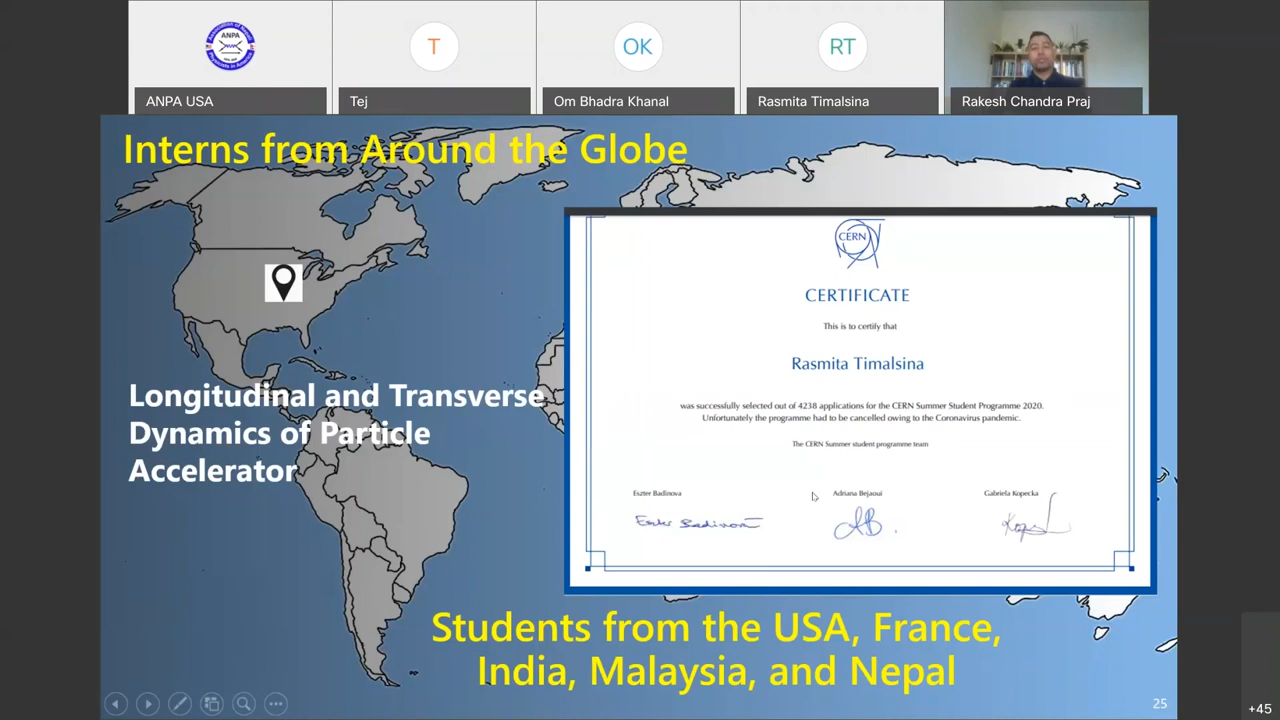 ANPA
T
OK
RT
ANPA USA
Tej
Om Bhadra Khanal
Rasmita Timalsina
Rakesh Chandra Praj
Interns from Around the Globe
CERN
CERTIFICATE
This is to certify that
Rasmita Timalsina
was successfully selected out of 4238 applications for the CERN Summer Student Programme 2020.
Unfortunately the programme had to be cancelled owing to the Coronavirus pandemic.
The CERN Summer student programme team
Eszter Badinova
Adriana Bejaoui
Gabriela Kopecka
Eszter Badinova
AB
Longitudinal and Transverse
Dynamics of Particle
Accelerator
Students from the USA, France,
India, Malaysia, and Nepal
25
+45